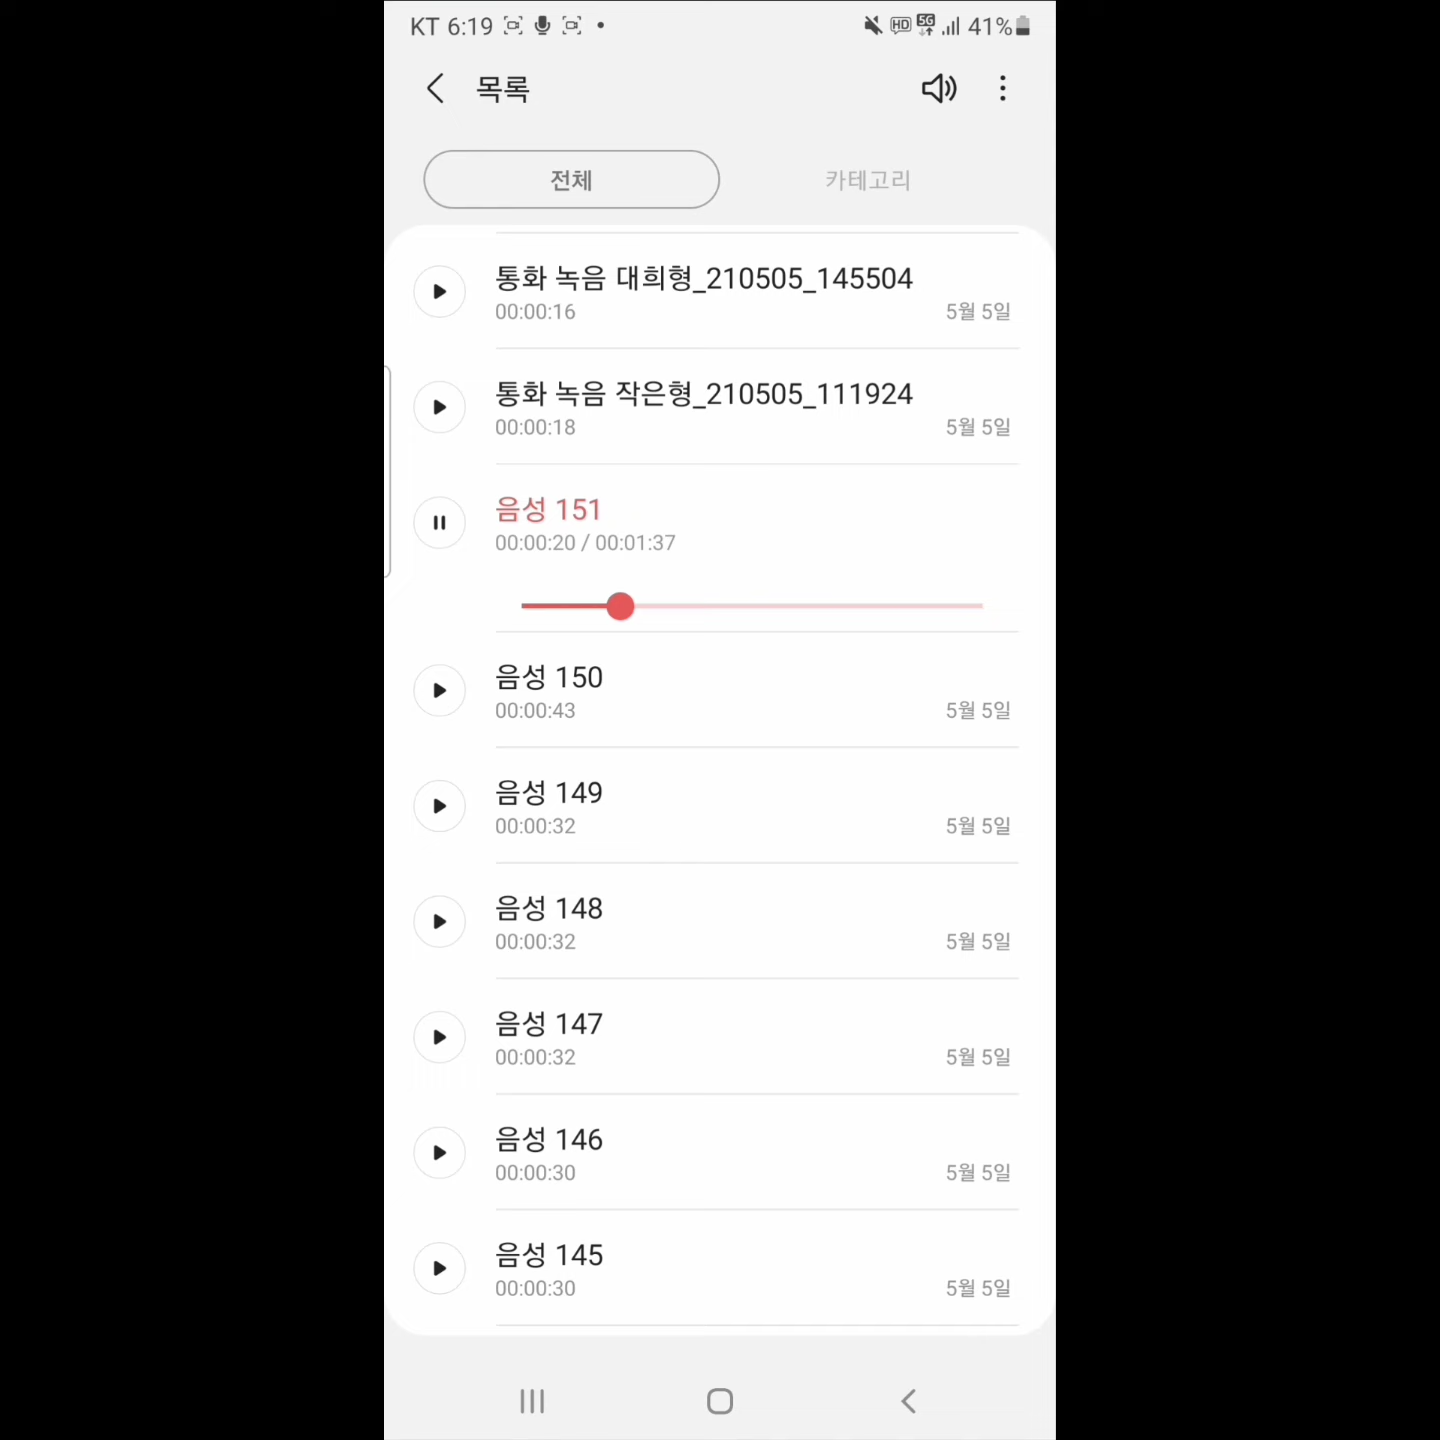 KT 6:19 HD 5G 41%
목록
전체 카테고리
통화 녹음 대희형_210505_145504
00:00:16 5월 5일
통화 녹음 작은형_210505_111924
00:00:18 5월 5일
음성 151
00:00:20 / 00:01:37
음성 150
00:00:43 5월 5일
음성 149
00:00:32 5월 5일
음성 148
00:00:32 5월 5일
음성 147
00:00:32 5월 5일
음성 146
00:00:30 5월 5일
음성 145
00:00:30 5월 5일